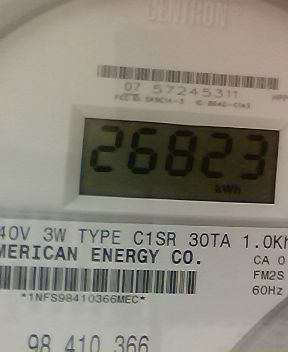 CENTRON®
07 57245311
26823
kWh
40V 3W TYPE C1SR 30TA 1.0Kh
MERICAN ENERGY CO.
CA 0
FM2S
60Hz
*1NFS98410366MEC*
98 410 366